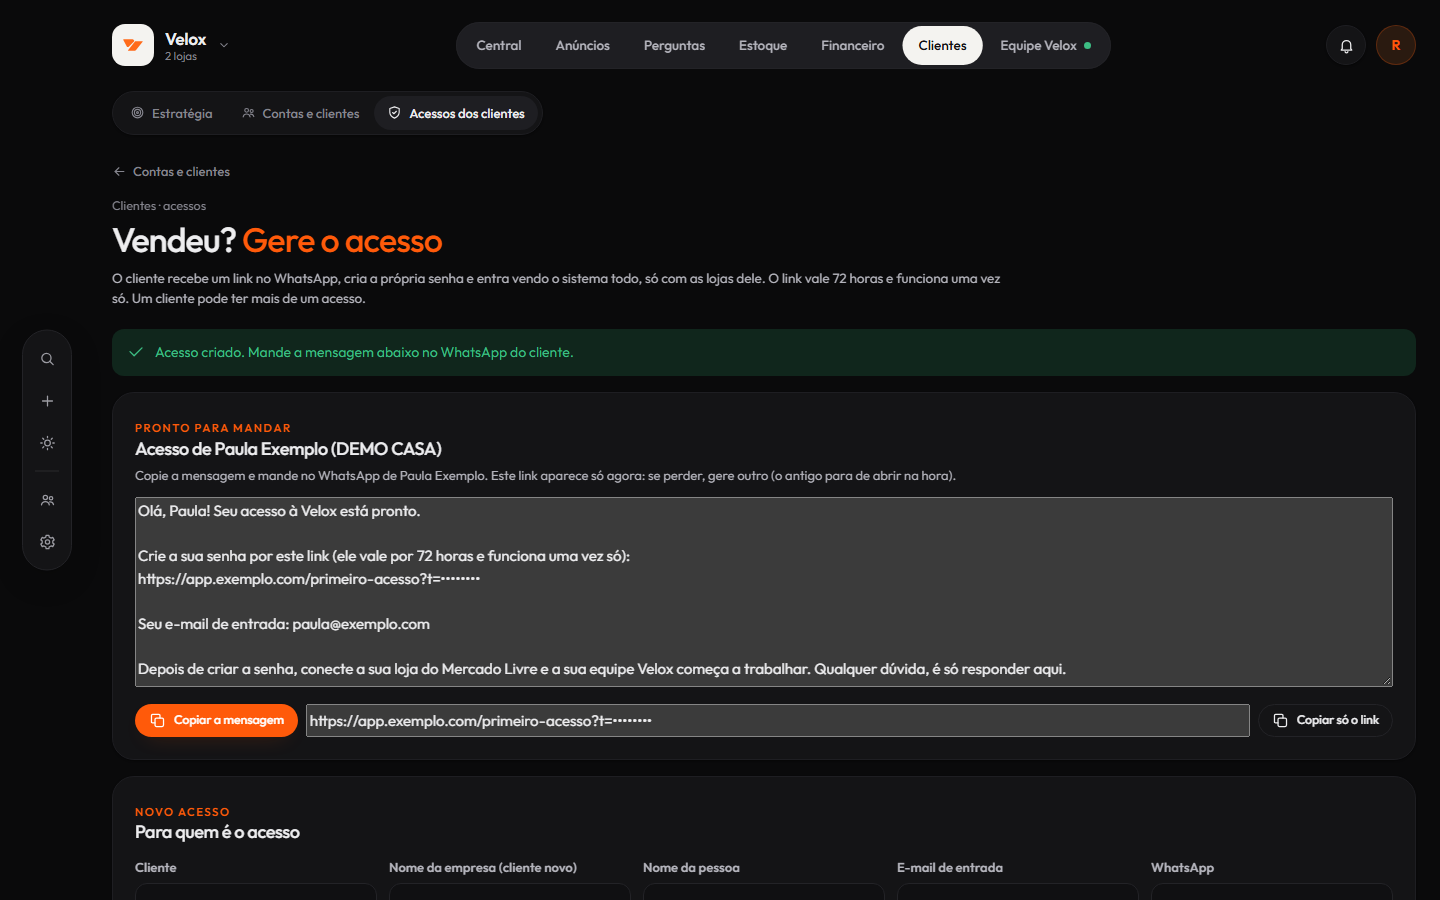 Velox
2 lojas
Central
Anúncios
Perguntas
Estoque
Financeiro
Clientes
Equipe Velox
R
Estratégia
Contas e clientes
Acessos dos clientes
Contas e clientes
Clientes · acessos
Vendeu? Gere o acesso
O cliente recebe um link no WhatsApp, cria a própria senha e entra vendo o sistema todo, só com as lojas dele. O link vale 72 horas e funciona uma vez
só. Um cliente pode ter mais de um acesso.
Acesso criado. Mande a mensagem abaixo no WhatsApp do cliente.
PRONTO PARA MANDAR
Acesso de Paula Exemplo (DEMO CASA)
Copie a mensagem e mande no WhatsApp de Paula Exemplo. Este link aparece só agora: se perder, gere outro (o antigo para de abrir na hora).
Olá, Paula! Seu acesso à Velox está pronto.
Crie a sua senha por este link (ele vale por 72 horas e funciona uma vez só):
https://app.exemplo.com/primeiro-acesso?t=••••••••
Seu e-mail de entrada: paula@exemplo.com
Depois de criar a senha, conecte a sua loja do Mercado Livre e a sua equipe Velox começa a trabalhar. Qualquer dúvida, é só responder aqui.
Copiar a mensagem
https://app.exemplo.com/primeiro-acesso?t=••••••••
Copiar só o link
NOVO ACESSO
Para quem é o acesso
Cliente
Nome da empresa (cliente novo)
Nome da pessoa
E-mail de entrada
WhatsApp